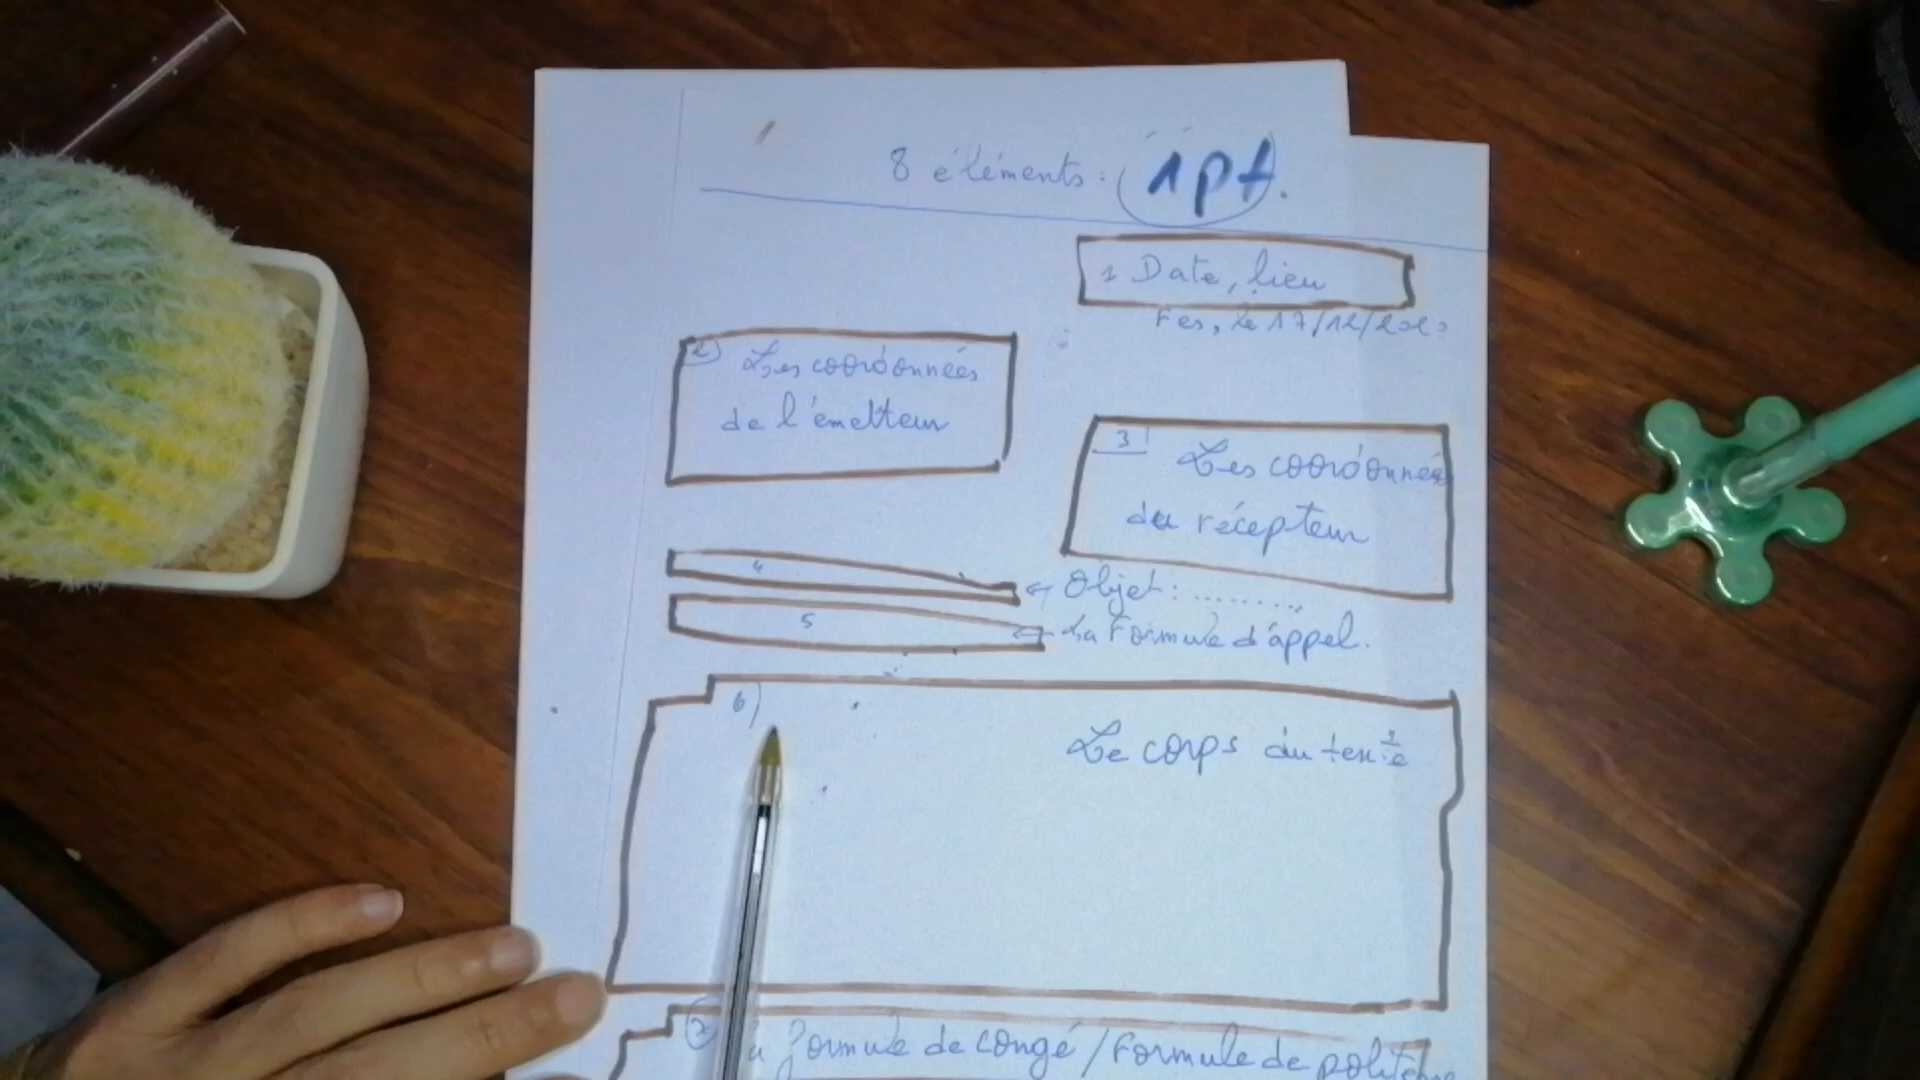 8 éléments : 1pt.
1 Date, lieu
Fes, le 17/12/2020
2) Les coordonnées
de l'émetteur
3 Les coordonnées
du récepteur
4 ← Objet : ........
5 ← La Formule d'appel.
6)
Le corps du texte
7 La formule de congé / Formule de politesse